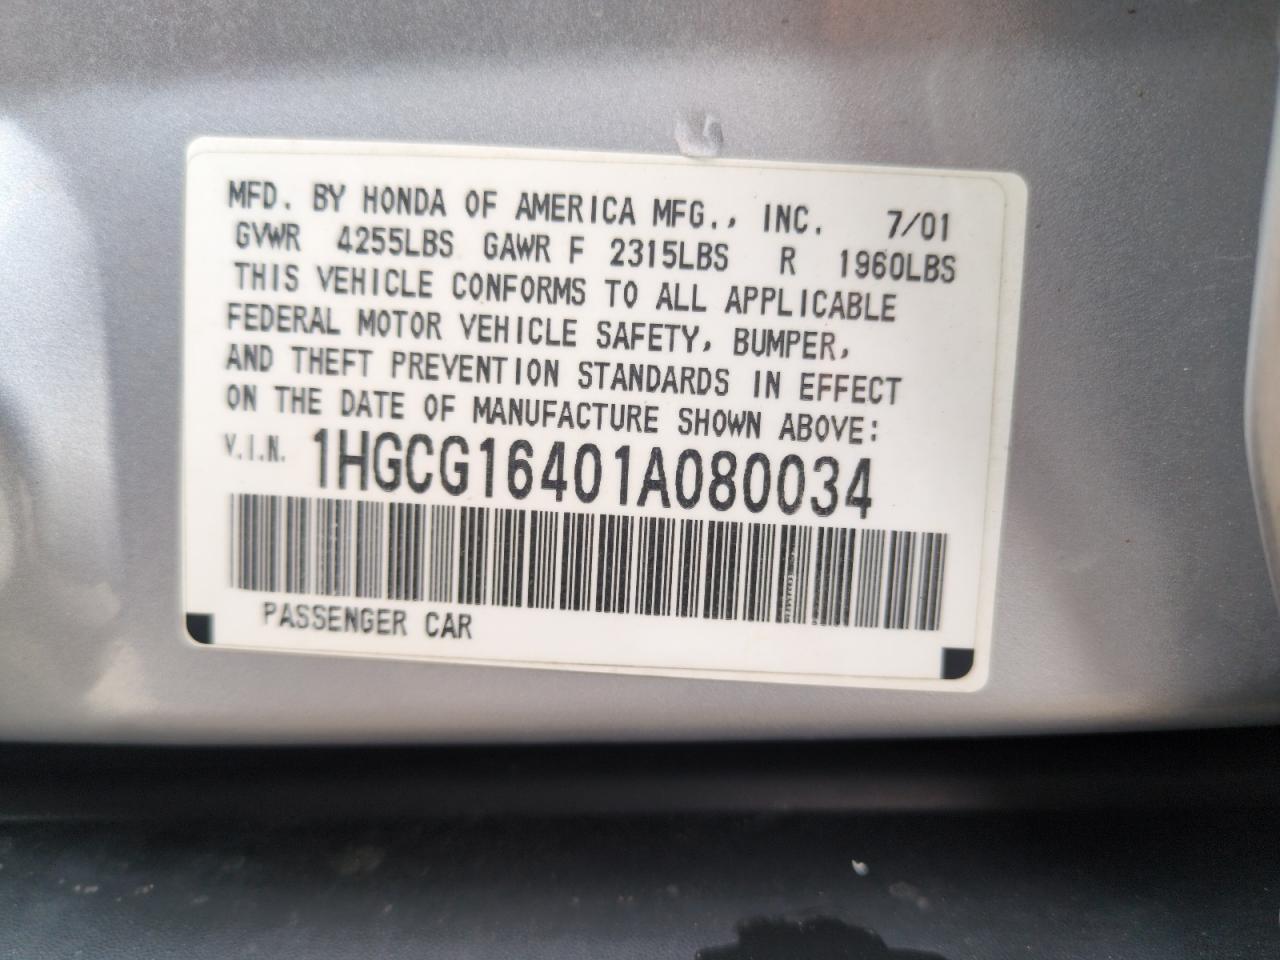 MFD. BY HONDA OF AMERICA MFG., INC. 7/01
GVWR 4255LBS GAWR F 2315LBS R 1960LBS
THIS VEHICLE CONFORMS TO ALL APPLICABLE
FEDERAL MOTOR VEHICLE SAFETY, BUMPER,
AND THEFT PREVENTION STANDARDS IN EFFECT
ON THE DATE OF MANUFACTURE SHOWN ABOVE:
V.I.N. 1HGCG16401A080034
PASSENGER CAR